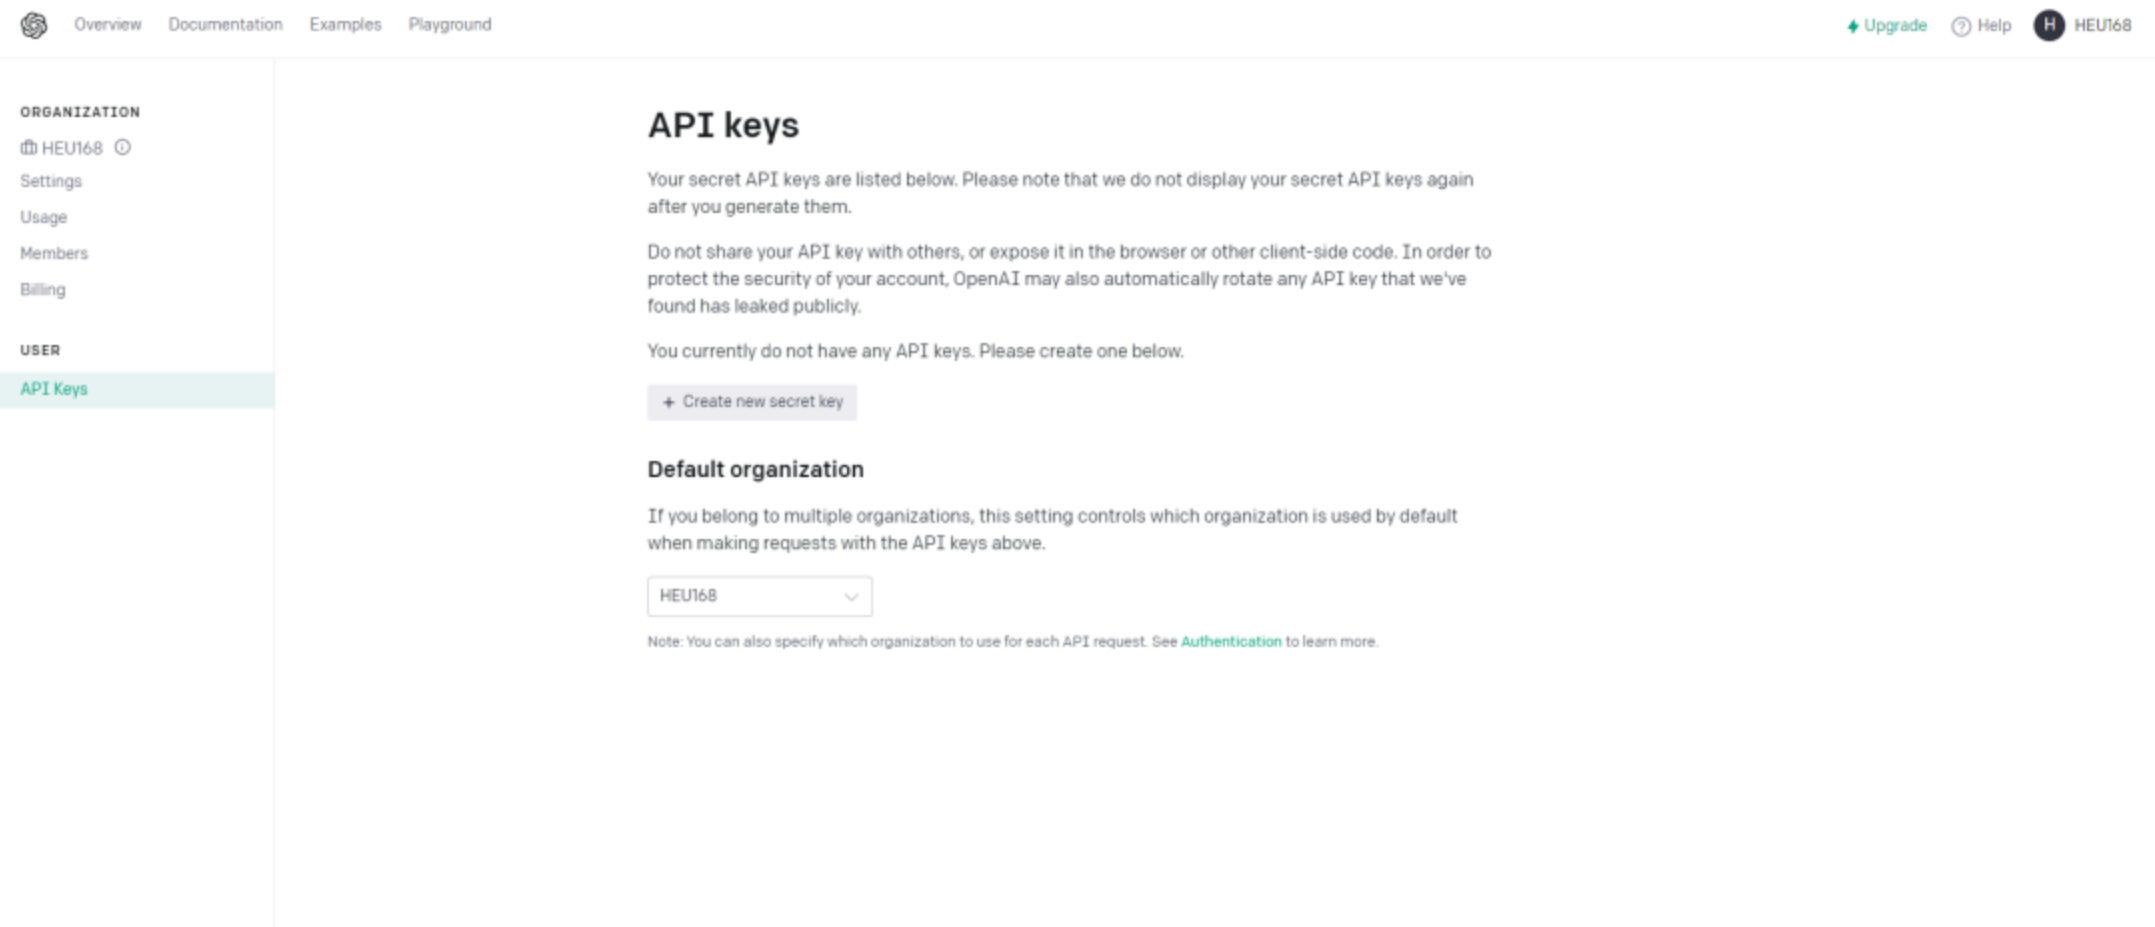 Overview Documentation Examples Playground Upgrade Help H HEU168
ORGANIZATION
HEU168
Settings
Usage
Members
Billing
USER
API Keys
API keys
Your secret API keys are listed below. Please note that we do not display your secret API keys again
after you generate them.
Do not share your API key with others, or expose it in the browser or other client-side code. In order to
protect the security of your account, OpenAI may also automatically rotate any API key that we've
found has leaked publicly.
You currently do not have any API keys. Please create one below.
+ Create new secret key
Default organization
If you belong to multiple organizations, this setting controls which organization is used by default
when making requests with the API keys above.
HEU168
Note: You can also specify which organization to use for each API request. See Authentication to learn more.